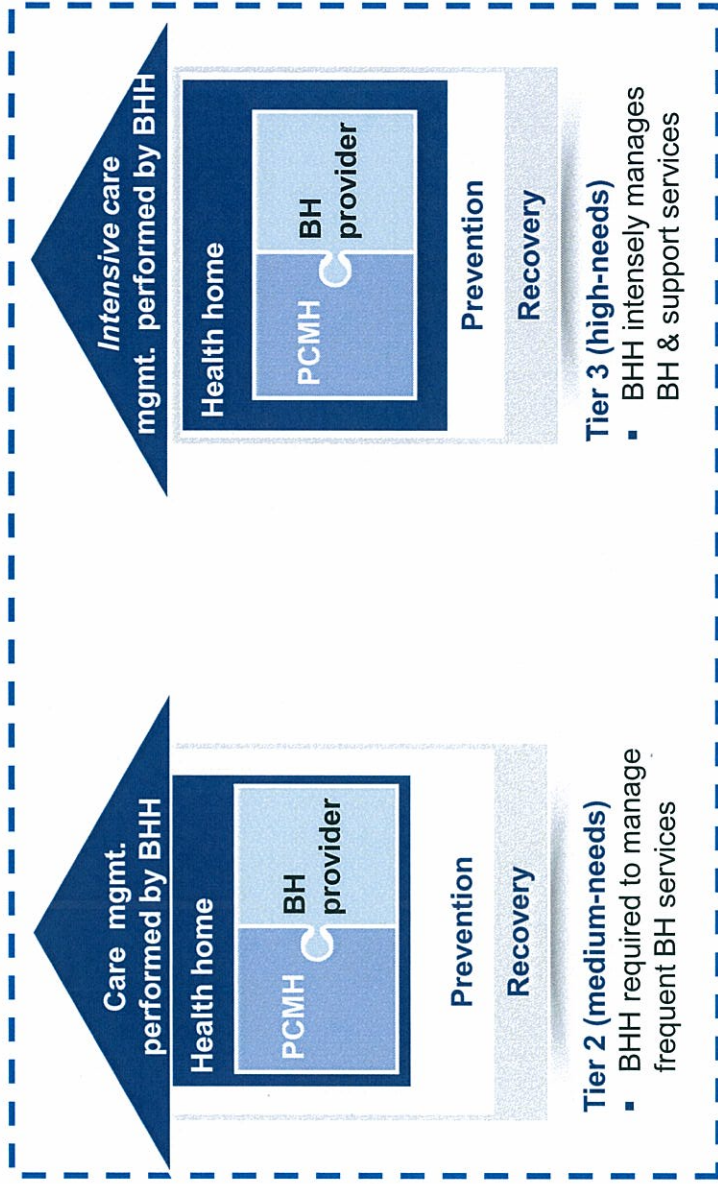 Care mgmt.
performed by BHH
Health home
PCMH
BH
provider
Prevention
Recovery
Tier 2 (medium-needs)
▪ BHH required to manage
frequent BH services
Intensive care
mgmt. performed by BHH
Health home
PCMH
BH
provider
Prevention
Recovery
Tier 3 (high-needs)
▪ BHH intensely manages
BH & support services